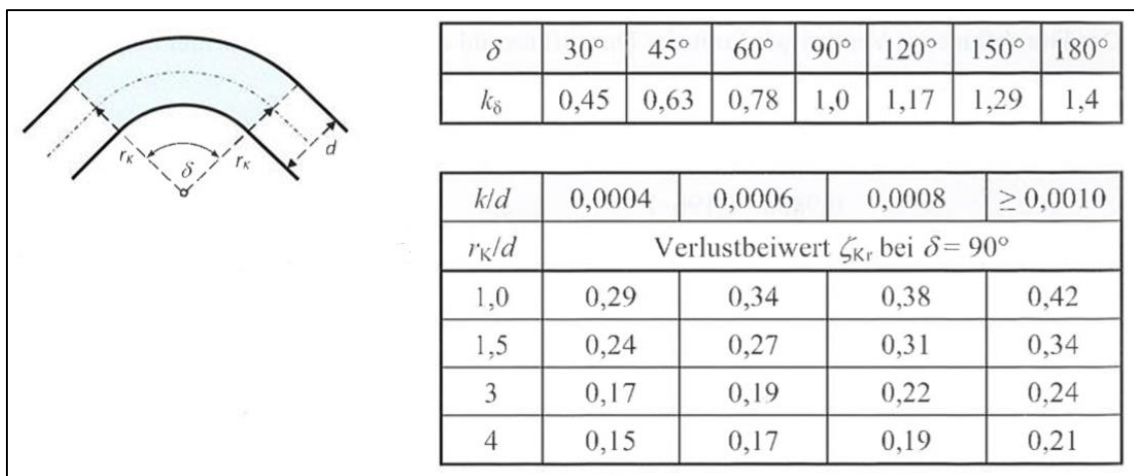 r_K
δ
r_K
d
δ 30° 45° 60° 90° 120° 150° 180°
k_δ 0,45 0,63 0,78 1,0 1,17 1,29 1,4
k/d 0,0004 0,0006 0,0008 ≥ 0,0010
r_K/d Verlustbeiwert ζ_Kr bei δ = 90°
1,0 0,29 0,34 0,38 0,42
1,5 0,24 0,27 0,31 0,34
3 0,17 0,19 0,22 0,24
4 0,15 0,17 0,19 0,21